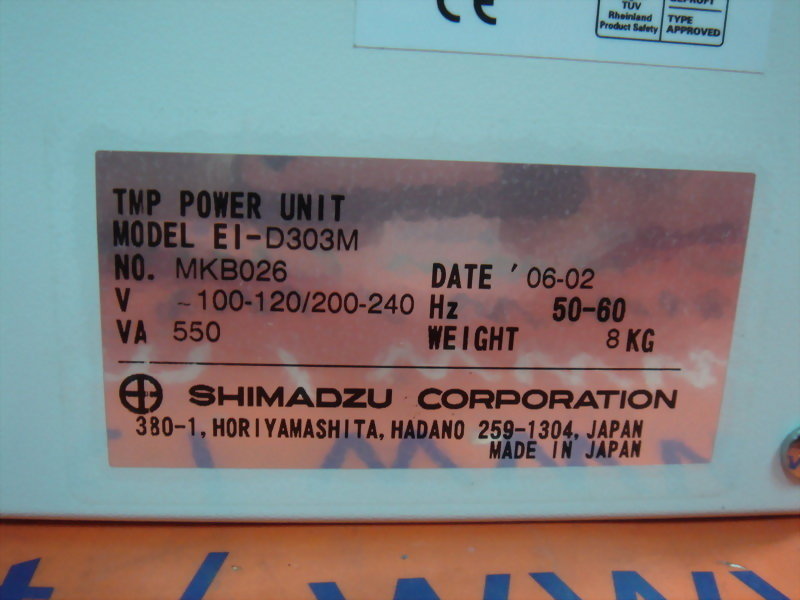 CE
TÜV
Rheinland
Product Safety
TYPE
APPROVED
TMP POWER UNIT
MODEL EI-D303M
NO. MKB026 DATE '06-02
V ~100-120/200-240 Hz 50-60
VA 550 WEIGHT 8KG
SHIMADZU CORPORATION
380-1, HORIYAMASHITA, HADANO 259-1304, JAPAN
MADE IN JAPAN